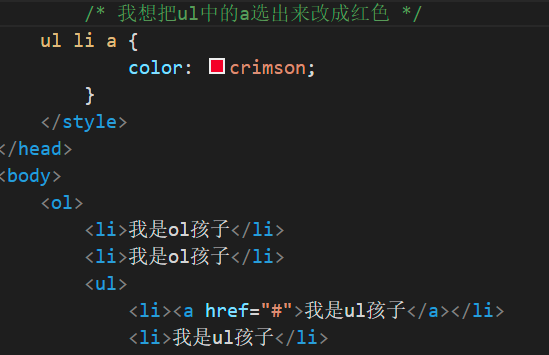 /* 我想把ul中的a选出来改成红色 */
ul li a {
color: crimson;
}
</style>
</head>
<body>
<ol>
<li>我是ol孩子</li>
<li>我是ol孩子</li>
<ul>
<li><a href="#">我是ul孩子</a></li>
<li>我是ul孩子</li>